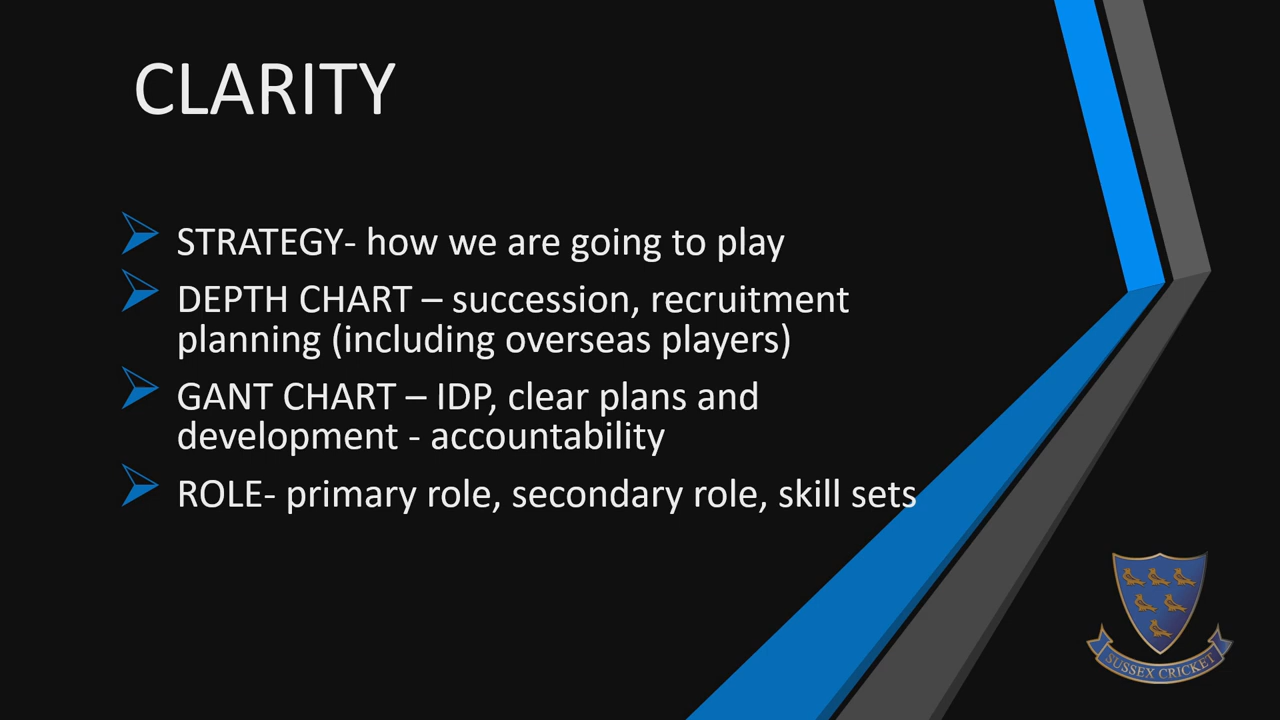 CLARITY
STRATEGY- how we are going to play
DEPTH CHART – succession, recruitment
planning (including overseas players)
GANT CHART – IDP, clear plans and
development - accountability
ROLE- primary role, secondary role, skill sets
SUSSEX CRICKET